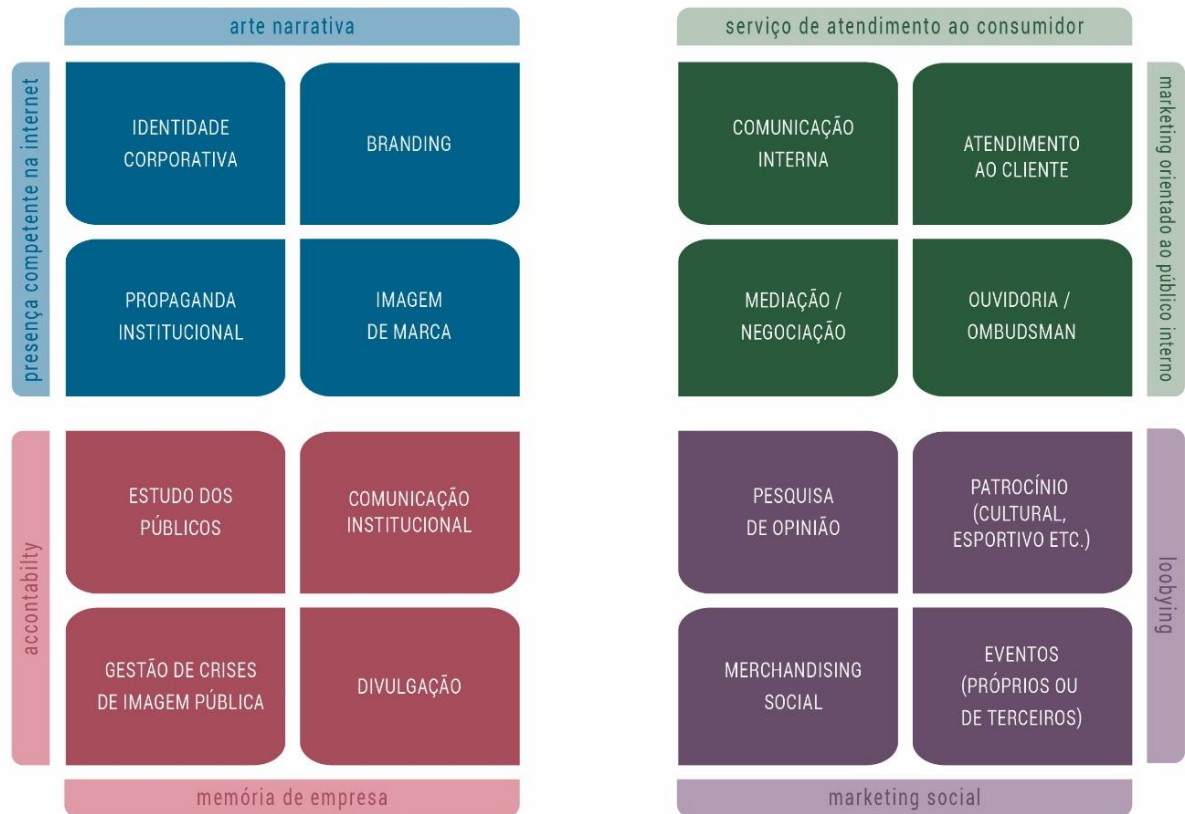 arte narrativa
presença competente na internet
IDENTIDADE
CORPORATIVA
BRANDING
PROPAGANDA
INSTITUCIONAL
IMAGEM
DE MARCA
serviço de atendimento ao consumidor
COMUNICAÇÃO
INTERNA
ATENDIMENTO
AO CLIENTE
MEDIAÇÃO /
NEGOCIAÇÃO
OUVIDORIA /
OMBUDSMAN
marketing orientado ao público interno
accontabilty
ESTUDO DOS
PÚBLICOS
COMUNICAÇÃO
INSTITUCIONAL
GESTÃO DE CRISES
DE IMAGEM PÚBLICA
DIVULGAÇÃO
memória de empresa
PESQUISA
DE OPINIÃO
PATROCÍNIO
(CULTURAL,
ESPORTIVO ETC.)
MERCHANDISING
SOCIAL
EVENTOS
(PRÓPRIOS OU
DE TERCEIROS)
loobying
marketing social